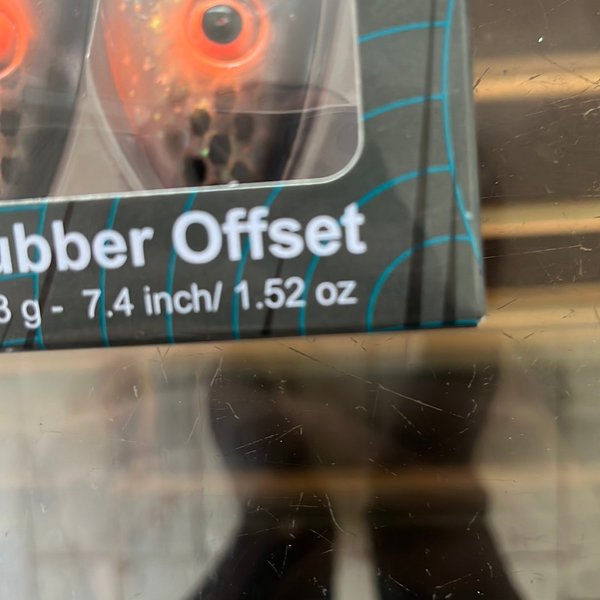 ubber Offset
3 g - 7.4 inch/ 1.52 oz